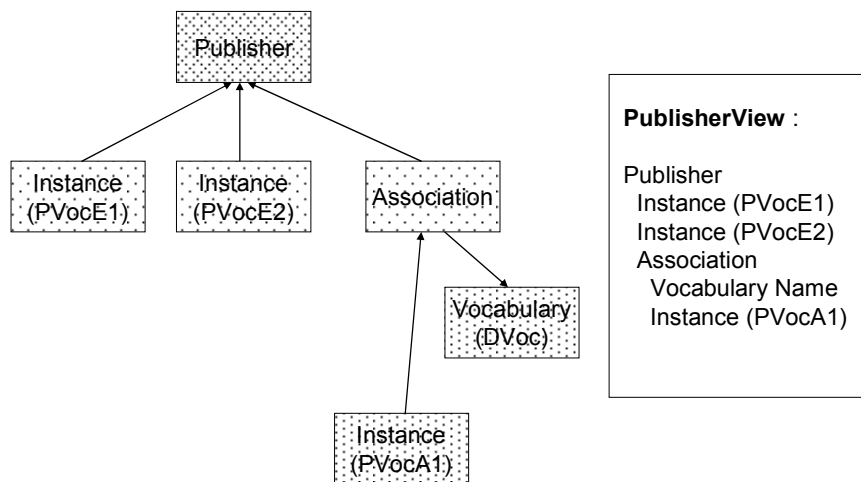 Publisher
Instance
(PVocE1)
Instance
(PVocE2)
Association
Vocabulary
(DVoc)
Instance
(PVocA1)
PublisherView :
Publisher
Instance (PVocE1)
Instance (PVocE2)
Association
Vocabulary Name
Instance (PVocA1)